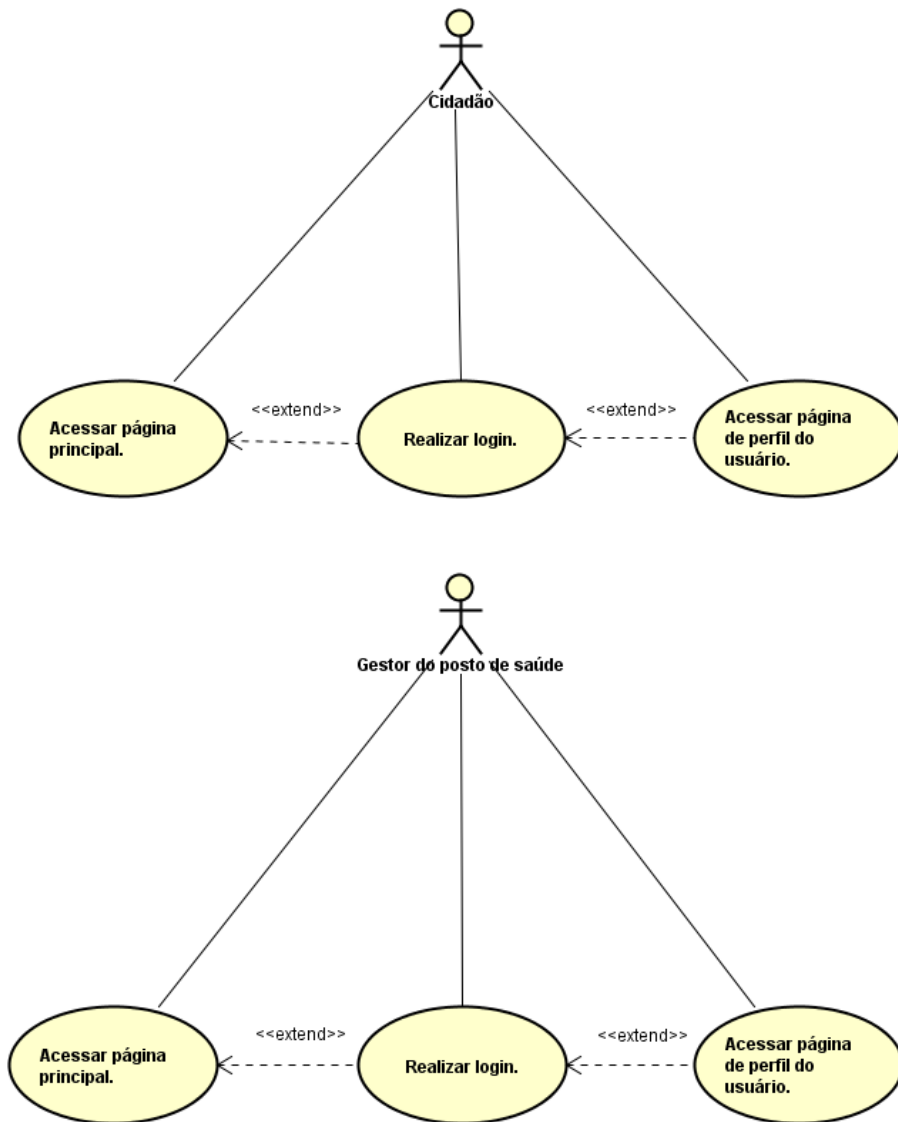 Cidadão
<<extend>>
<<extend>>
Acessar página
principal.
Realizar login.
Acessar página
de perfil do
usuário.
Gestor do posto de saúde
<<extend>>
<<extend>>
Acessar página
principal.
Realizar login.
Acessar página
de perfil do
usuário.